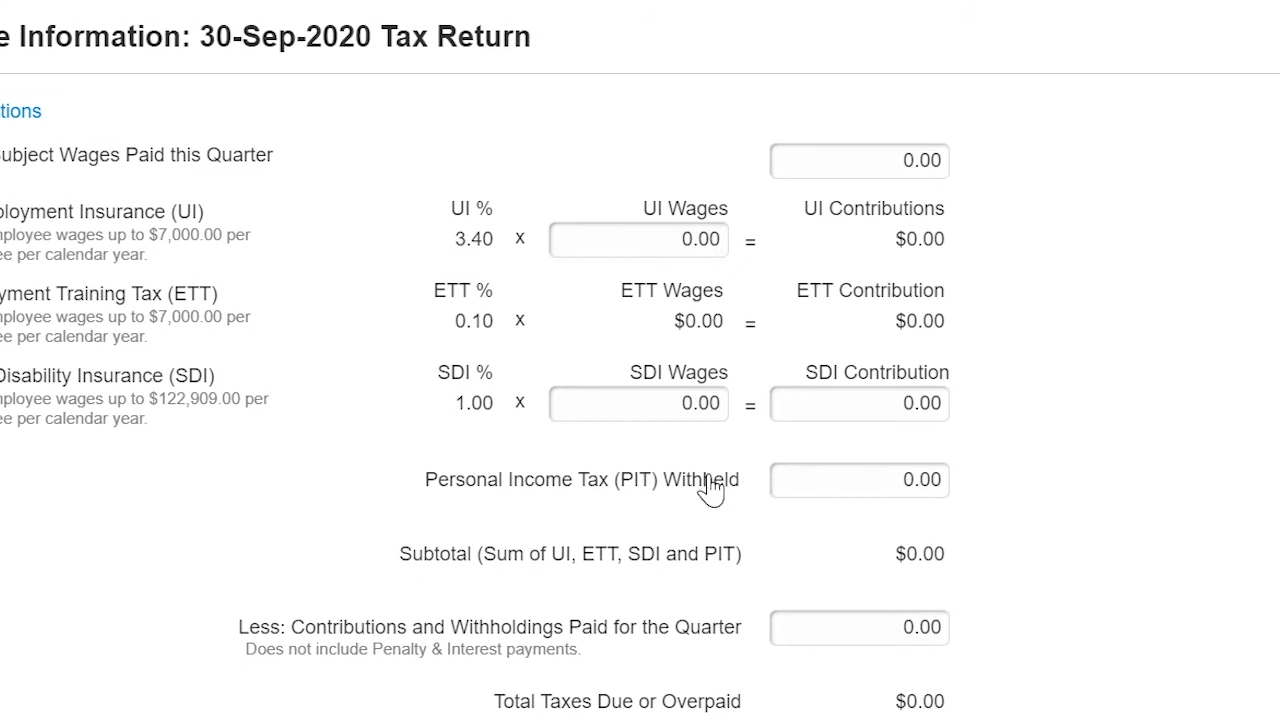 e Information: 30-Sep-2020 Tax Return
tions
ubject Wages Paid this Quarter 0.00
UI % UI Wages UI Contributions
ployment Insurance (UI)
mployee wages up to $7,000.00 per 3.40 x 0.00 = $0.00
ee per calendar year.
ETT % ETT Wages ETT Contribution
yment Training Tax (ETT)
mployee wages up to $7,000.00 per 0.10 x $0.00 = $0.00
ee per calendar year.
SDI % SDI Wages SDI Contribution
Disability Insurance (SDI)
mployee wages up to $122,909.00 per 1.00 x 0.00 = 0.00
ee per calendar year.
Personal Income Tax (PIT) Withheld 0.00
Subtotal (Sum of UI, ETT, SDI and PIT) $0.00
Less: Contributions and Withholdings Paid for the Quarter 0.00
Does not include Penalty & Interest payments.
Total Taxes Due or Overpaid $0.00